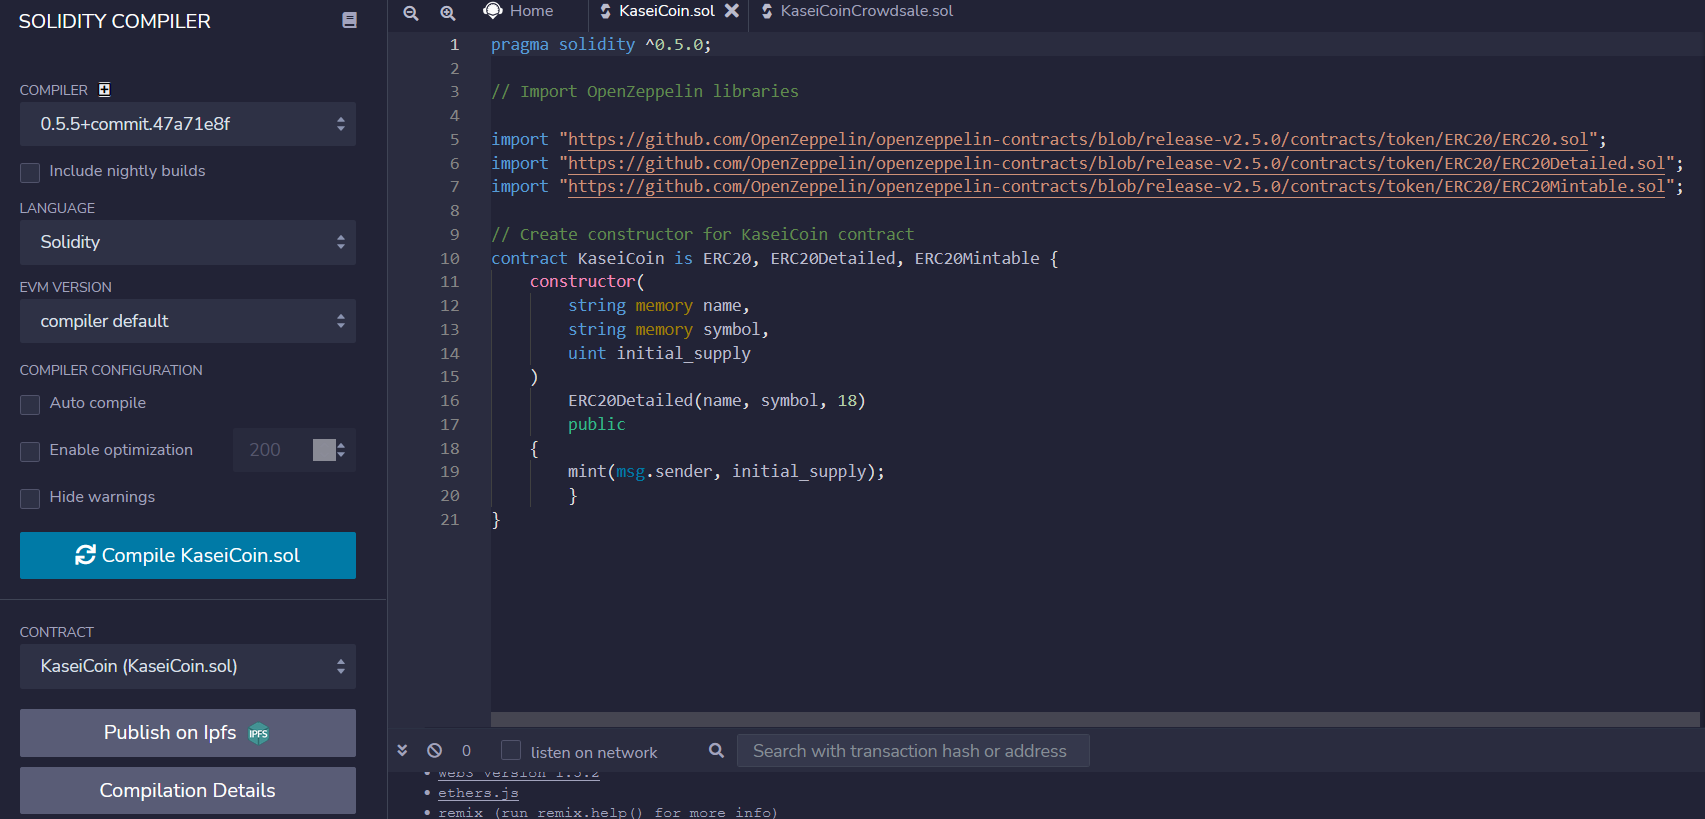 SOLIDITY COMPILER
COMPILER
0.5.5+commit.47a71e8f
Include nightly builds
LANGUAGE
Solidity
EVM VERSION
compiler default
COMPILER CONFIGURATION
Auto compile
Enable optimization 200
Hide warnings
Compile KaseiCoin.sol
CONTRACT
KaseiCoin (KaseiCoin.sol)
Publish on Ipfs IPFS
Compilation Details
Home KaseiCoin.sol KaseiCoinCrowdsale.sol
1 pragma solidity ^0.5.0;
2
3 // Import OpenZeppelin libraries
4
5 import "https://github.com/OpenZeppelin/openzeppelin-contracts/blob/release-v2.5.0/contracts/token/ERC20/ERC20.sol";
6 import "https://github.com/OpenZeppelin/openzeppelin-contracts/blob/release-v2.5.0/contracts/token/ERC20/ERC20Detailed.sol";
7 import "https://github.com/OpenZeppelin/openzeppelin-contracts/blob/release-v2.5.0/contracts/token/ERC20/ERC20Mintable.sol";
8
9 // Create constructor for KaseiCoin contract
10 contract KaseiCoin is ERC20, ERC20Detailed, ERC20Mintable {
11 constructor(
12 string memory name,
13 string memory symbol,
14 uint initial_supply
15 )
16 ERC20Detailed(name, symbol, 18)
17 public
18 {
19 mint(msg.sender, initial_supply);
20 }
21 }
0 listen on network Search with transaction hash or address
• web3 version 1.5.2
• ethers.js
• remix (run remix.help() for more info)